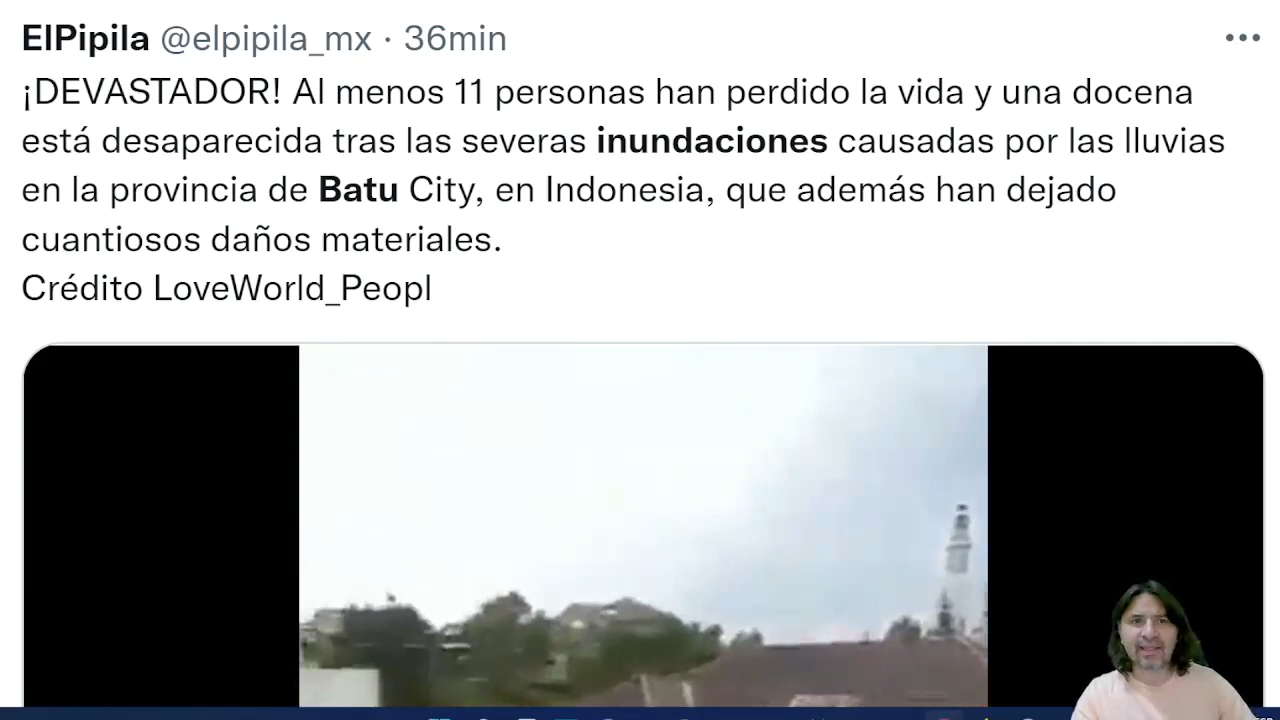 ElPipila @elpipila_mx · 36min
¡DEVASTADOR! Al menos 11 personas han perdido la vida y una docena
está desaparecida tras las severas inundaciones causadas por las lluvias
en la provincia de Batu City, en Indonesia, que además han dejado
cuantiosos daños materiales.
Crédito LoveWorld_Peopl